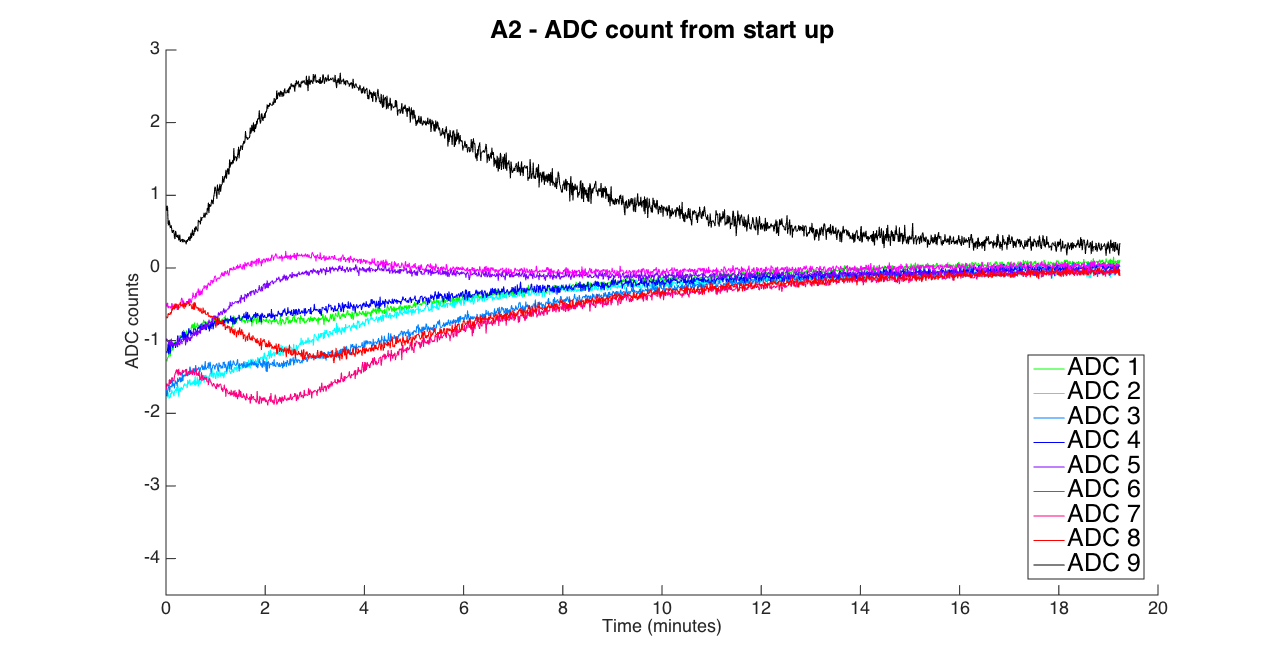 A2 - ADC count from start up
3
2
1
0
-1
-2
-3
-4
ADC counts
0 2 4 6 8 10 12 14 16 18 20
Time (minutes)
ADC 1
ADC 2
ADC 3
ADC 4
ADC 5
ADC 6
ADC 7
ADC 8
ADC 9